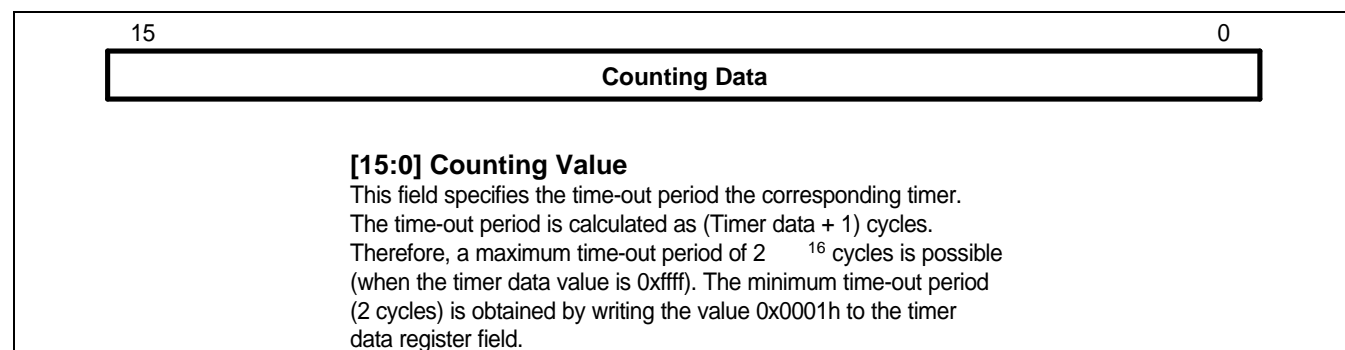 15 0
Counting Data
[15:0] Counting Value
This field specifies the time-out period the corresponding timer.
The time-out period is calculated as (Timer data + 1) cycles.
Therefore, a maximum time-out period of 2 16 cycles is possible
(when the timer data value is 0xffff). The minimum time-out period
(2 cycles) is obtained by writing the value 0x0001h to the timer
data register field.